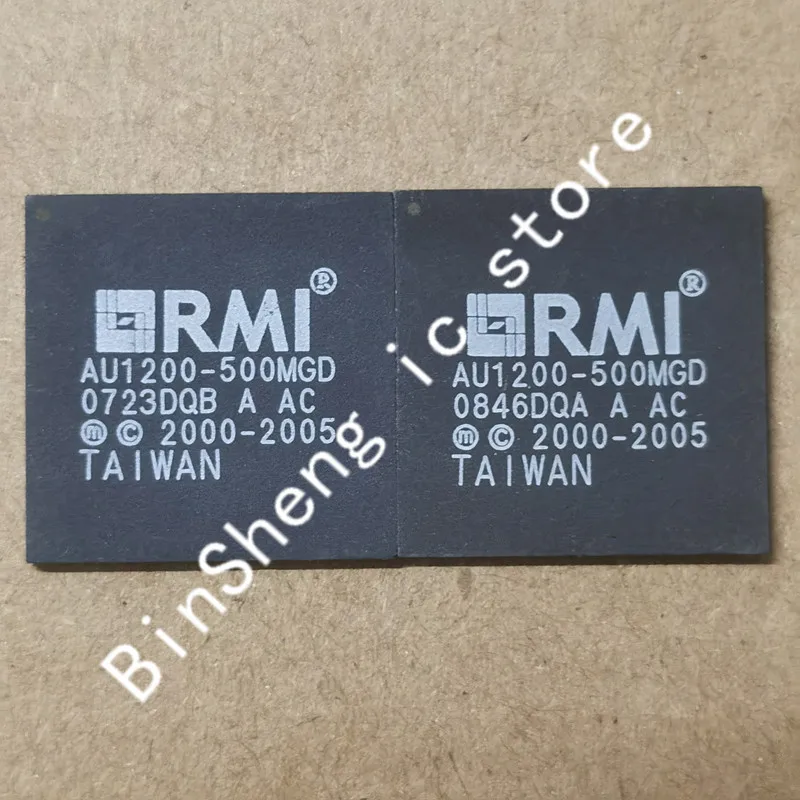 RMI®
AU1200-500MGD
0723DQB A AC
ⓜ © 2000-2005
TAIWAN
RMI®
AU1200-500MGD
0846DQA A AC
ⓜ © 2000-2005
TAIWAN
BinSheng ic store